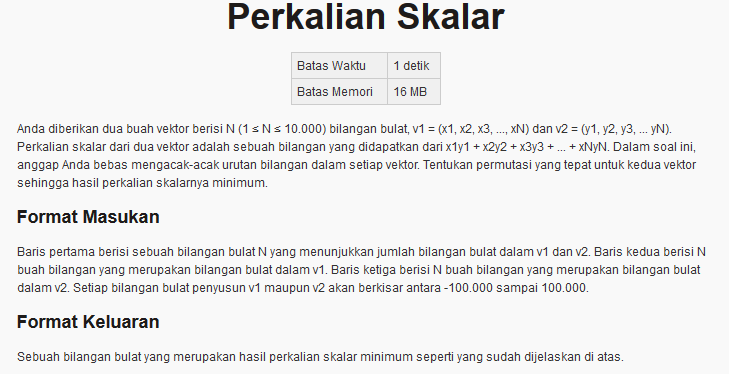 Perkalian Skalar
Batas Waktu 1 detik
Batas Memori 16 MB
Anda diberikan dua buah vektor berisi N (1 ≤ N ≤ 10.000) bilangan bulat, v1 = (x1, x2, x3, ..., xN) dan v2 = (y1, y2, y3, ... yN).
Perkalian skalar dari dua vektor adalah sebuah bilangan yang didapatkan dari x1y1 + x2y2 + x3y3 + ... + xNyN. Dalam soal ini,
anggap Anda bebas mengacak-acak urutan bilangan dalam setiap vektor. Tentukan permutasi yang tepat untuk kedua vektor
sehingga hasil perkalian skalarnya minimum.
Format Masukan
Baris pertama berisi sebuah bilangan bulat N yang menunjukkan jumlah bilangan bulat dalam v1 dan v2. Baris kedua berisi N
buah bilangan yang merupakan bilangan bulat dalam v1. Baris ketiga berisi N buah bilangan yang merupakan bilangan bulat
dalam v2. Setiap bilangan bulat penyusun v1 maupun v2 akan berkisar antara -100.000 sampai 100.000.
Format Keluaran
Sebuah bilangan bulat yang merupakan hasil perkalian skalar minimum seperti yang sudah dijelaskan di atas.